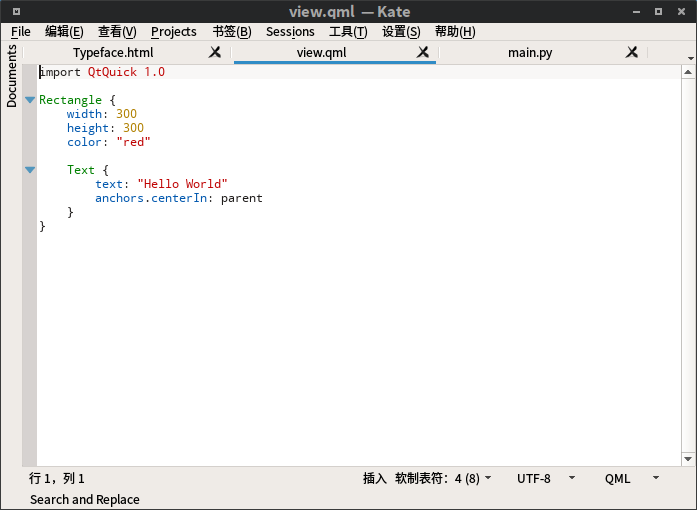 view.qml — Kate
File 编辑(E) 查看(V) Projects 书签(B) Sessions 工具(T) 设置(S) 帮助(H)
Documents
Typeface.html view.qml main.py
import QtQuick 1.0
Rectangle {
    width: 300
    height: 300
    color: "red"
    Text {
        text: "Hello World"
        anchors.centerIn: parent
    }
}
行 1，列 1 插入 软制表符：4 (8) UTF-8 QML
Search and Replace